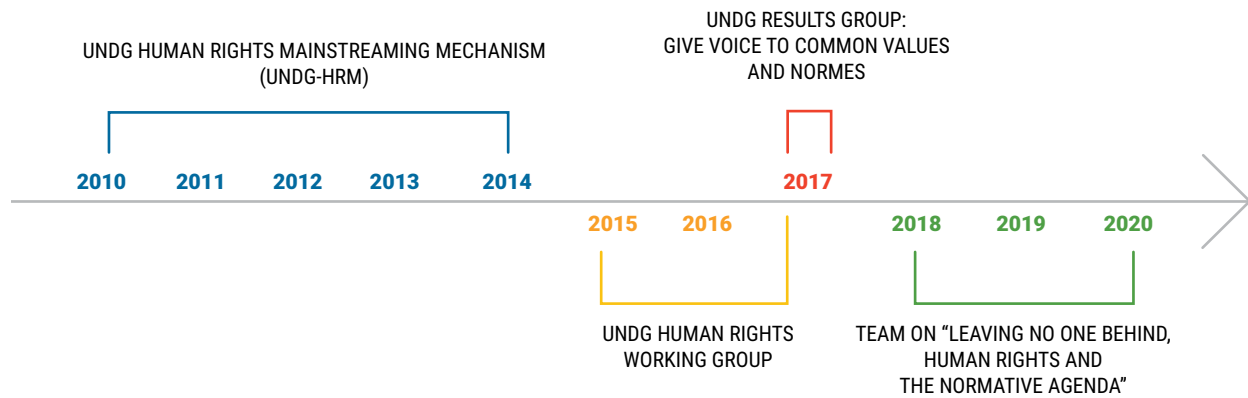 UNDG HUMAN RIGHTS MAINSTREAMING MECHANISM
(UNDG-HRM)
UNDG RESULTS GROUP:
GIVE VOICE TO COMMON VALUES
AND NORMES
2010
2011
2012
2013
2014
2017
2015
2016
2018
2019
2020
UNDG HUMAN RIGHTS
WORKING GROUP
TEAM ON “LEAVING NO ONE BEHIND,
HUMAN RIGHTS AND
THE NORMATIVE AGENDA”